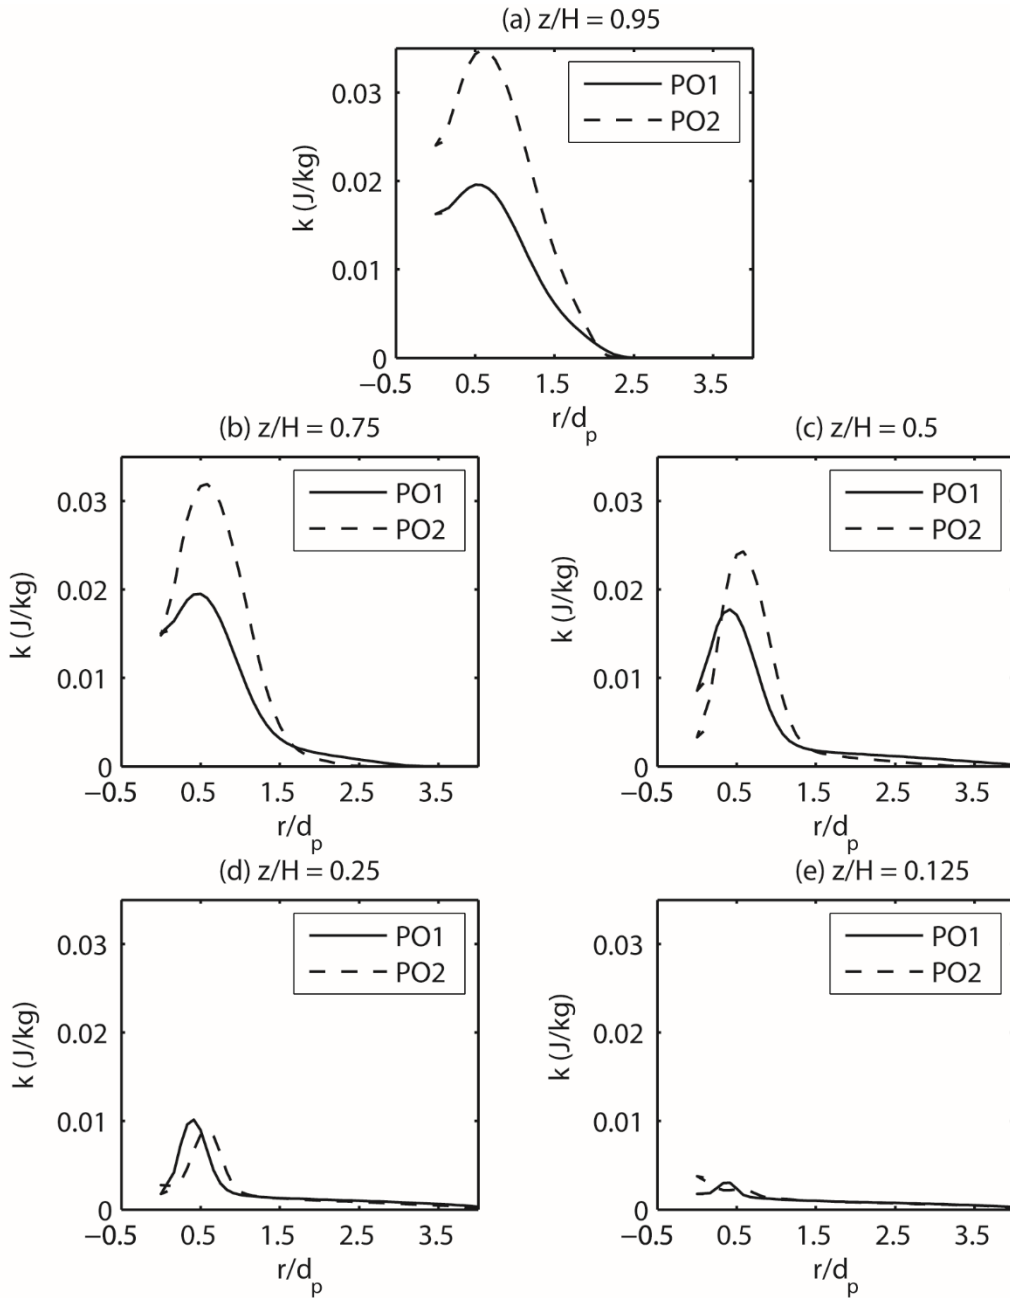 (a) z/H = 0.95
k (J/kg)
0.03
0.02
0.01
0
PO1
PO2
−0.5 0.5 1.5 2.5 3.5
r/dp
(b) z/H = 0.75
k (J/kg)
0.03
0.02
0.01
0
PO1
PO2
−0.5 0.5 1.5 2.5 3.5
r/dp
(c) z/H = 0.5
k (J/kg)
0.03
0.02
0.01
0
PO1
PO2
−0.5 0.5 1.5 2.5 3.5
r/dp
(d) z/H = 0.25
k (J/kg)
0.03
0.02
0.01
0
PO1
PO2
−0.5 0.5 1.5 2.5 3.5
r/dp
(e) z/H = 0.125
k (J/kg)
0.03
0.02
0.01
0
PO1
PO2
−0.5 0.5 1.5 2.5 3.5
r/dp